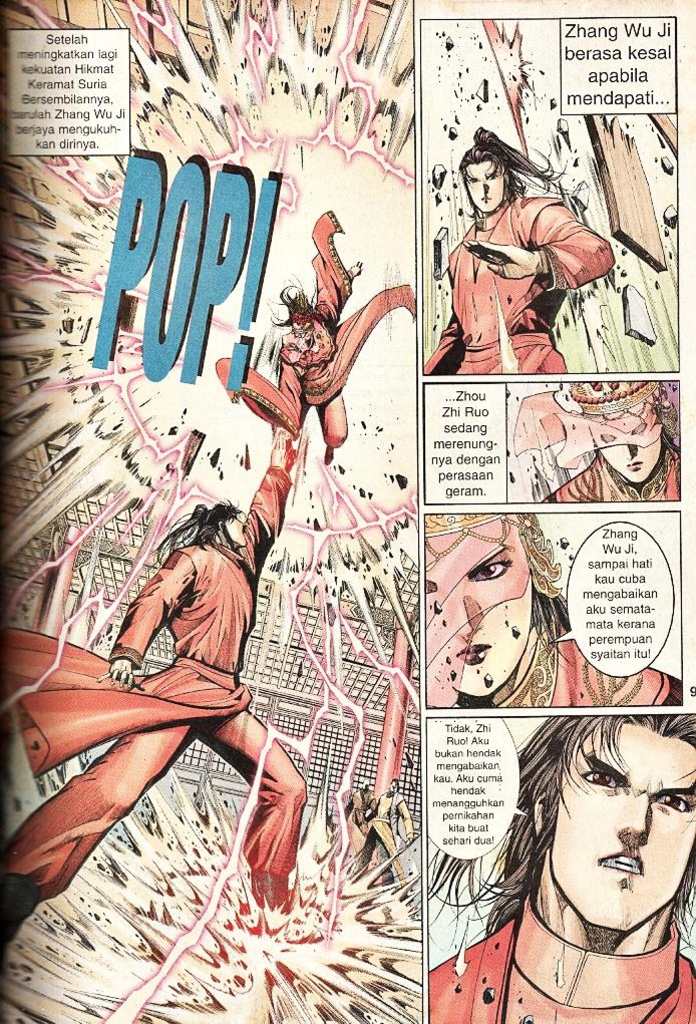 Setelah
meningkatkan lagi
kekuatan Hikmat
Keramat Suria
Bersembilannya,
barulah Zhang Wu Ji
berjaya mengukuh-
kan dirinya.
POP!
Zhang Wu Ji
berasa kesal
apabila
mendapati...
...Zhou
Zhi Ruo
sedang
merenung-
nya dengan
perasaan
geram.
Zhang
Wu Ji,
sampai hati
kau cuba
mengabaikan
aku semata-
mata kerana
perempuan
syaitan itu!
9
Tidak, Zhi
Ruo! Aku
bukan hendak
mengabaikan
kau. Aku cuma
hendak
menangguhkan
pernikahan
kita buat
sehari dua!